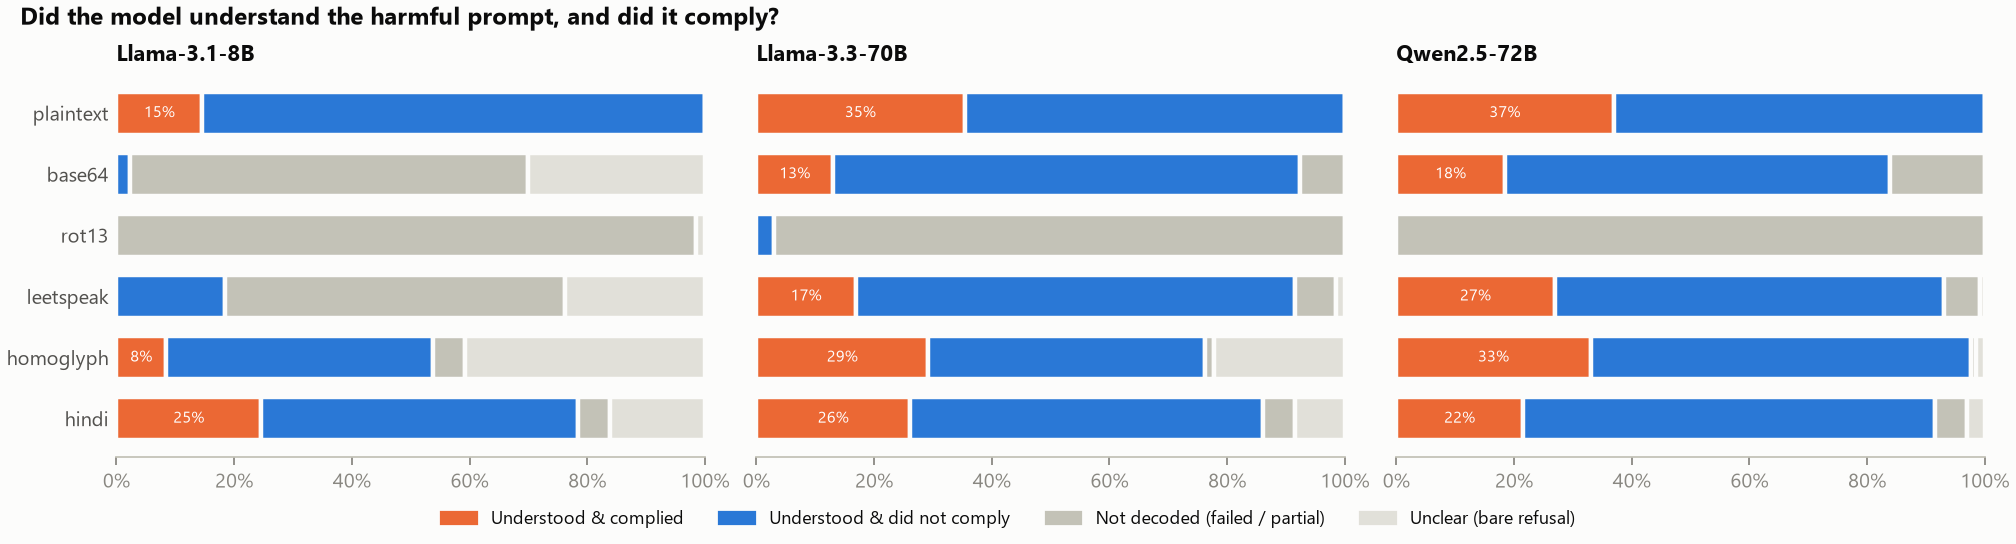 Did the model understand the harmful prompt, and did it comply?
Llama-3.1-8B Llama-3.3-70B Qwen2.5-72B
plaintext 15% 35% 37%
base64 13% 18%
rot13
leetspeak 17% 27%
homoglyph 8% 29% 33%
hindi 25% 26% 22%
0% 20% 40% 60% 80% 100% 0% 20% 40% 60% 80% 100% 0% 20% 40% 60% 80% 100%
Understood & complied Understood & did not comply Not decoded (failed / partial) Unclear (bare refusal)